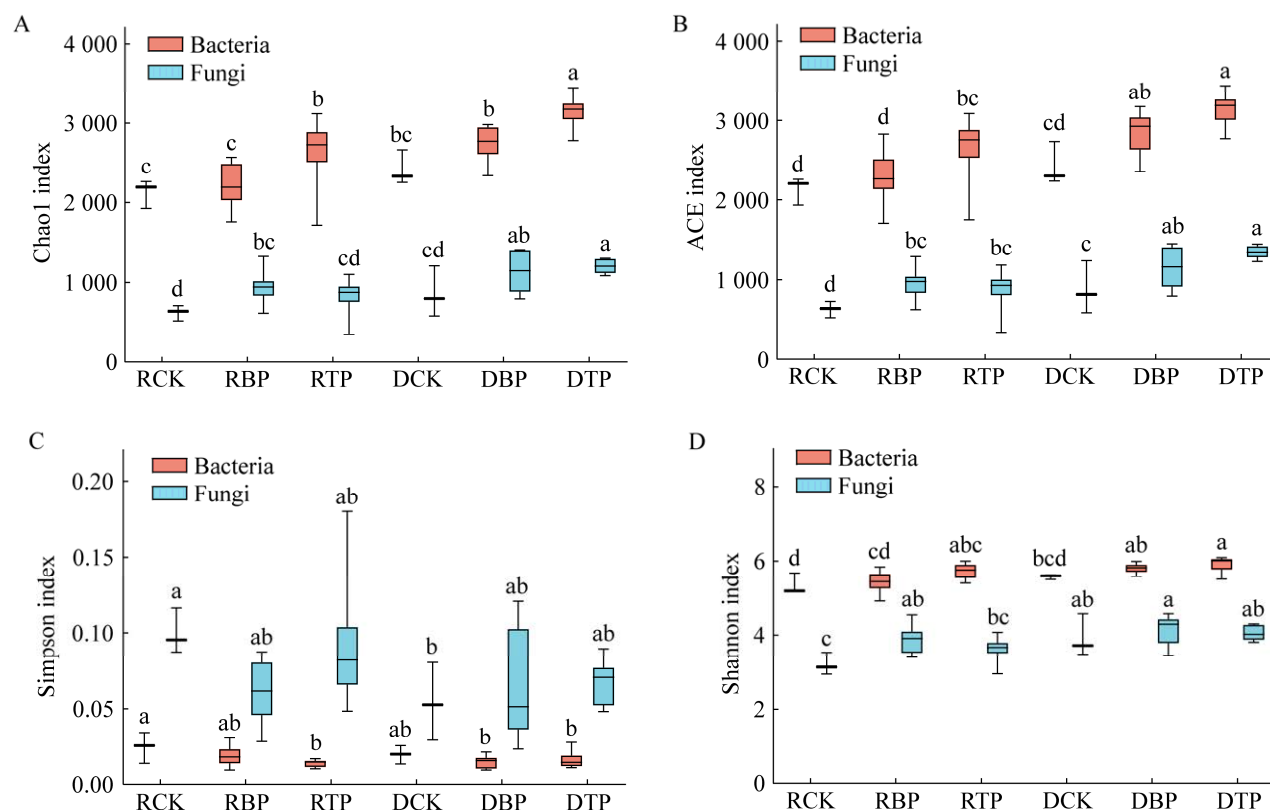 A
4 000
3 000
2 000
1 000
0
Chao1 index
Bacteria
Fungi
c
d
c
bc
b
cd
bc
cd
b
ab
a
a
RCK RBP RTP DCK DBP DTP
B
4 000
3 000
2 000
1 000
0
ACE index
Bacteria
Fungi
d
d
d
bc
bc
bc
cd
c
ab
ab
a
a
RCK RBP RTP DCK DBP DTP
C
0.20
0.15
0.10
0.05
0.00
Simpson index
Bacteria
Fungi
a
a
ab
ab
b
ab
ab
b
b
ab
b
ab
RCK RBP RTP DCK DBP DTP
D
8
6
4
2
0
Shannon index
Bacteria
Fungi
d
c
cd
ab
abc
bc
bcd
ab
ab
a
a
ab
RCK RBP RTP DCK DBP DTP